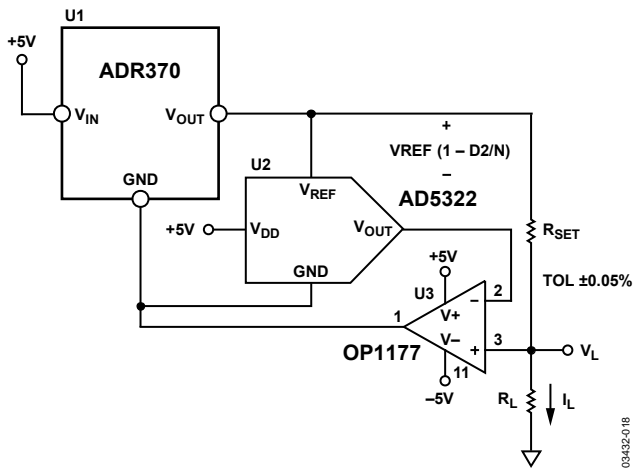 U1
+5V
ADR370
VIN
VOUT
+
VREF (1 – D2/N)
–
GND
U2
VREF
AD5322
RSET
+5V
VDD
VOUT
+5V
TOL ±0.05%
GND
U3
2
V+
–
1
V–
+
3
VL
OP1177
11
–5V
RL
IL
03432-018